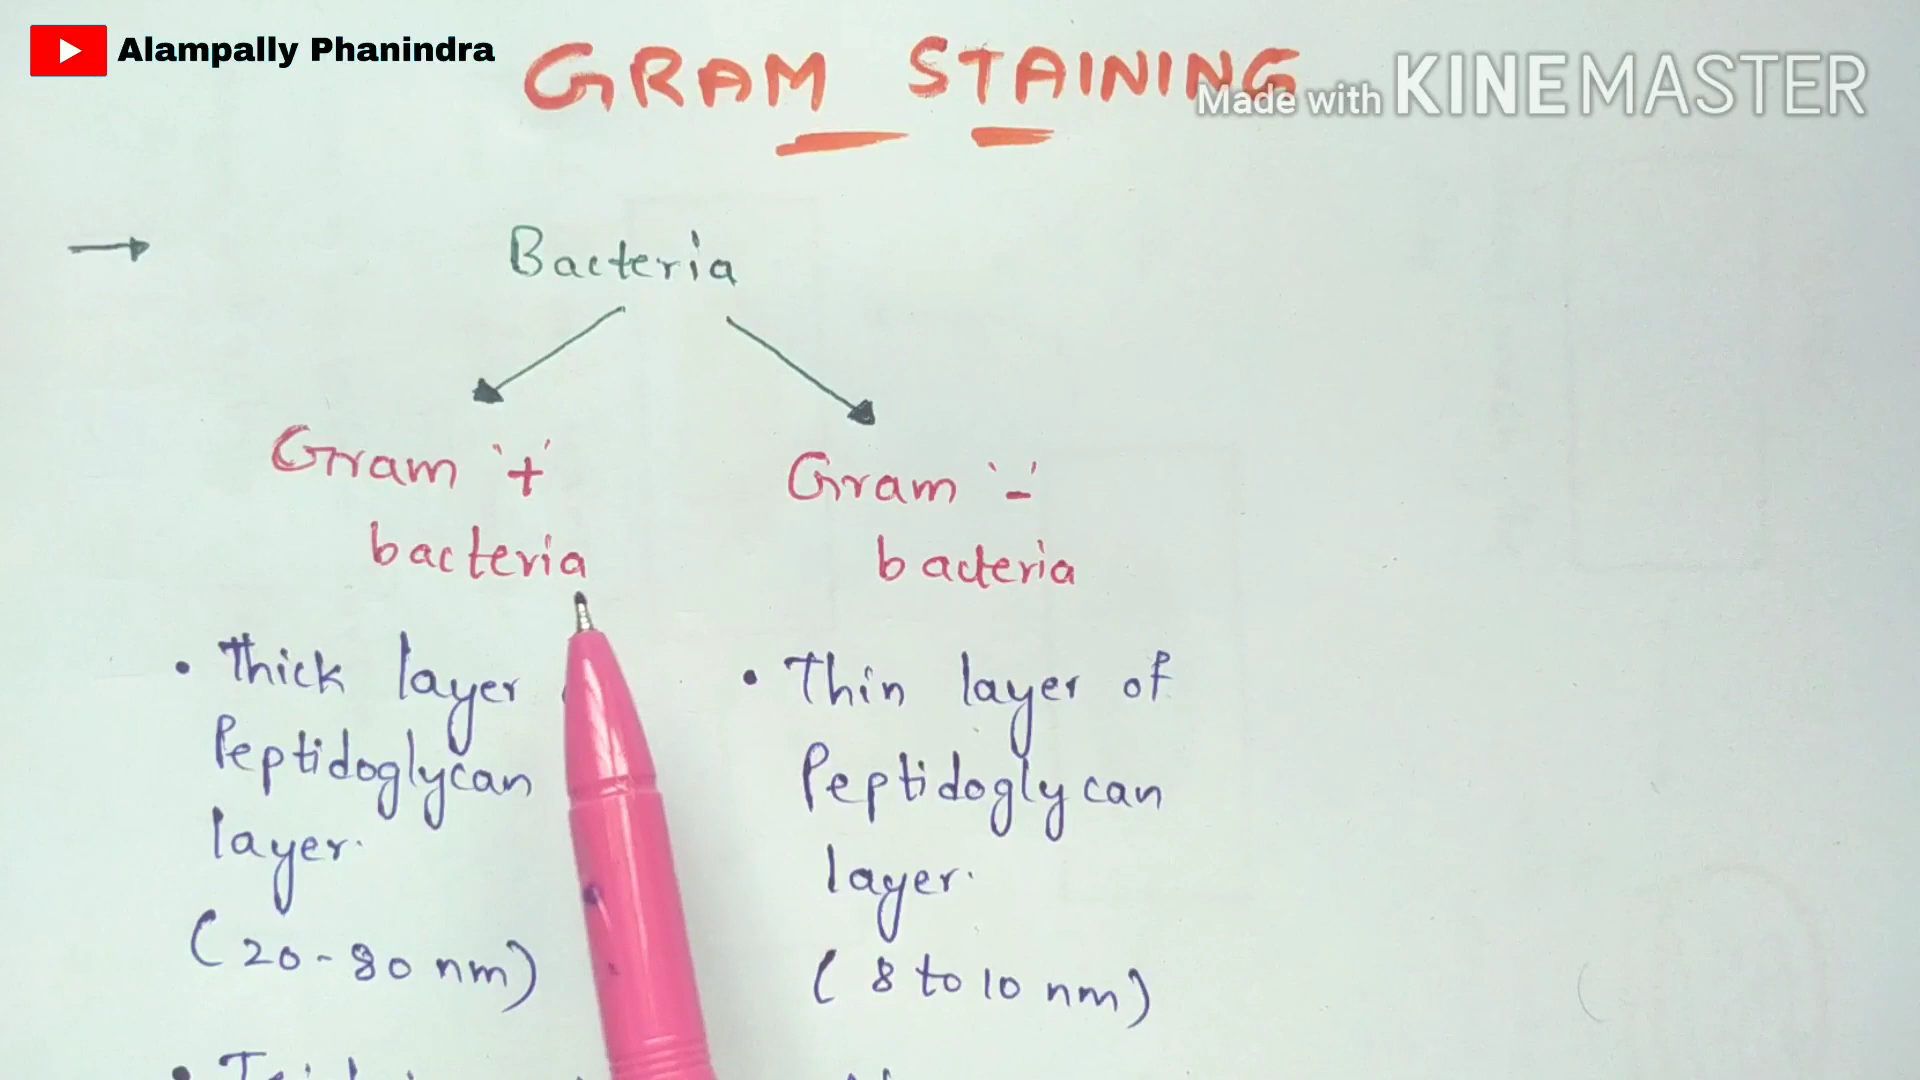 Alampally Phanindra
GRAM STAINING
Made with KINEMASTER
Bacteria
Gram '+'
bacteria
Gram '-'
bacteria
• Thick layer
Peptidoglycan
layer.
(20-80 nm)
• Thin layer of
Peptidoglycan
layer.
(8 to 10 nm)